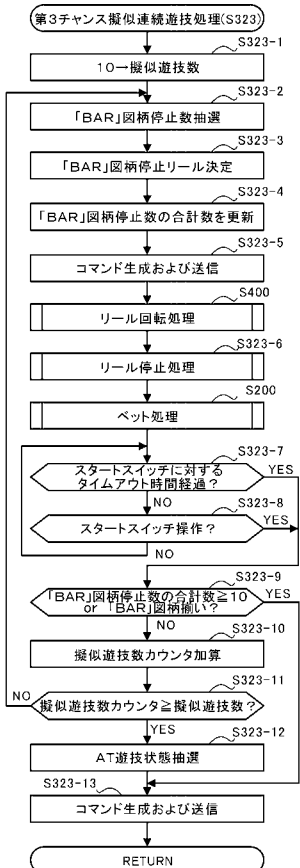 第3チャンス擬似連続遊技処理(S323)
S323-1
10→擬似遊技数
S323-2
「BAR」図柄停止数抽選
S323-3
「BAR」図柄停止リール決定
S323-4
「BAR」図柄停止数の合計数を更新
S323-5
コマンド生成および送信
S400
リール回転処理
S323-6
リール停止処理
S200
ベット処理
S323-7
スタートスイッチに対する
タイムアウト時間経過?
YES
NO
S323-8
スタートスイッチ操作?
YES
NO
S323-9
「BAR」図柄停止数の合計数≧10
or 「BAR」図柄揃い?
YES
NO
S323-10
擬似遊技数カウンタ加算
S323-11
擬似遊技数カウンタ≧擬似遊技数?
NO
YES
S323-12
AT遊技状態抽選
S323-13
コマンド生成および送信
RETURN